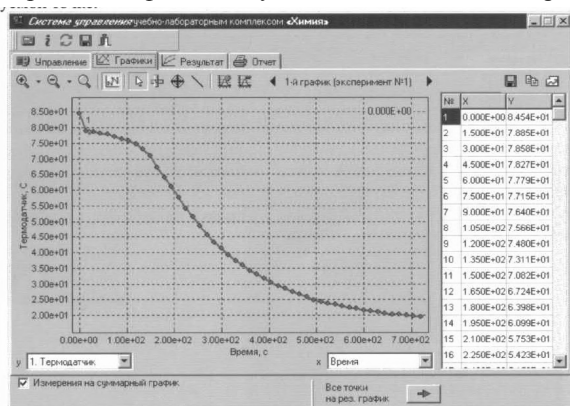 Система управления учебно-лабораторным комплексом «Химия»
Управление Графики Результат Отчет
1-й график (эксперимент №1)
0.000E+00
1
8.50e+01
8.00e+01
7.50e+01
7.00e+01
6.50e+01
6.00e+01
5.50e+01
5.00e+01
4.50e+01
4.00e+01
3.50e+01
3.00e+01
2.50e+01
2.00e+01
Термодатчик, С
0.00e+00 1.00e+02 2.00e+02 3.00e+02 4.00e+02 5.00e+02 6.00e+02 7.00e+02
Время, с
y 1. Термодатчик x Время
№ X Y
1 0.000E+00 8.454E+01
2 1.500E+01 7.885E+01
3 3.000E+01 7.858E+01
4 4.500E+01 7.827E+01
5 6.000E+01 7.779E+01
6 7.500E+01 7.715E+01
7 9.000E+01 7.640E+01
8 1.050E+02 7.566E+01
9 1.200E+02 7.480E+01
10 1.350E+02 7.311E+01
11 1.500E+02 7.082E+01
12 1.650E+02 6.724E+01
13 1.800E+02 6.398E+01
14 1.950E+02 6.099E+01
15 2.100E+02 5.753E+01
16 2.250E+02 5.423E+01
Измерения на суммарный график
Все точки
на рез. график